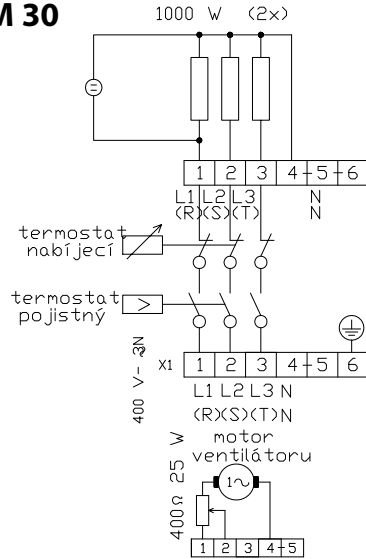 M 30
1000 W (2x)
1 2 3 4 5 6
L1 L2 L3 N
(R)(S)(T) N
termostat
nabíjecí
termostat
pojistný
>
400 V~ 3N
X1 1 2 3 4 5 6
L1 L2 L3 N
(R)(S)(T)N
motor
ventilátoru
1~
400Ω 25 W
1 2 3 4 5